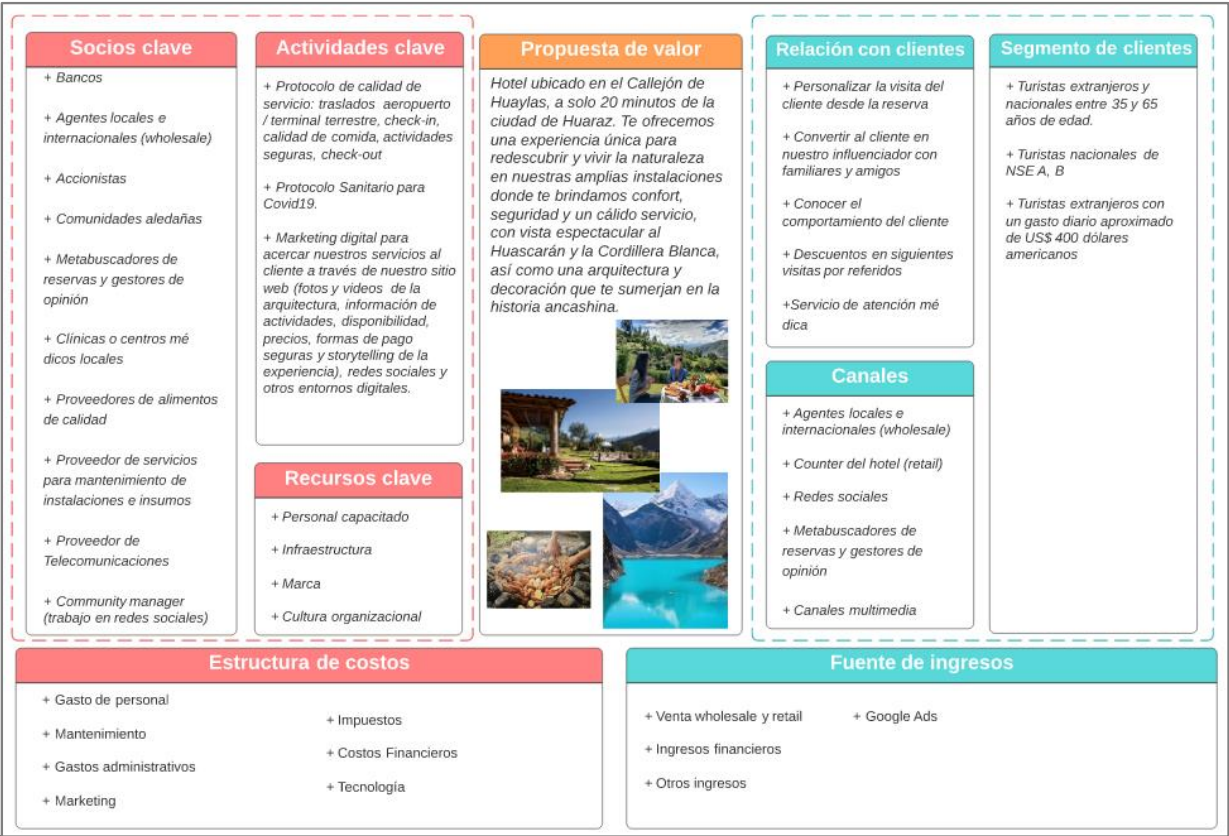 Socios clave
+ Bancos
+ Agentes locales e
internacionales (wholesale)
+ Accionistas
+ Comunidades aledañas
+ Metabuscadores de
reservas y gestores de
opinión
+ Clínicas o centros mé
dicos locales
+ Proveedores de alimentos
de calidad
+ Proveedor de servicios
para mantenimiento de
instalaciones e insumos
+ Proveedor de
Telecomunicaciones
+ Community manager
(trabajo en redes sociales)
Actividades clave
+ Protocolo de calidad de
servicio: traslados aeropuerto
/ terminal terrestre, check-in,
calidad de comida, actividades
seguras, check-out
+ Protocolo Sanitario para
Covid19.
+ Marketing digital para
acercar nuestros servicios al
cliente a través de nuestro sitio
web (fotos y videos de la
arquitectura, información de
actividades, disponibilidad,
precios, formas de pago
seguras y storytelling de la
experiencia), redes sociales y
otros entornos digitales.
Recursos clave
+ Personal capacitado
+ Infraestructura
+ Marca
+ Cultura organizacional
Propuesta de valor
Hotel ubicado en el Callejón de
Huaylas, a solo 20 minutos de la
ciudad de Huaraz. Te ofrecemos
una experiencia única para
redescubrir y vivir la naturaleza
en nuestras amplias instalaciones
donde te brindamos confort,
seguridad y un cálido servicio,
con vista espectacular al
Huascarán y la Cordillera Blanca,
así como una arquitectura y
decoración que te sumerjan en la
historia ancashina.
Relación con clientes
+ Personalizar la visita del
cliente desde la reserva
+ Convertir al cliente en
nuestro influenciador con
familiares y amigos
+ Conocer el
comportamiento del cliente
+ Descuentos en siguientes
visitas por referidos
+Servicio de atención mé
dica
Canales
+ Agentes locales e
internacionales (wholesale)
+ Counter del hotel (retail)
+ Redes sociales
+ Metabuscadores de
reservas y gestores de
opinión
+ Canales multimedia
Segmento de clientes
+ Turistas extranjeros y
nacionales entre 35 y 65
años de edad.
+ Turistas nacionales de
NSE A, B
+ Turistas extranjeros con
un gasto diario aproximado
de US$ 400 dólares
americanos
Estructura de costos
+ Gasto de personal
+ Mantenimiento
+ Gastos administrativos
+ Marketing
+ Impuestos
+ Costos Financieros
+ Tecnología
Fuente de ingresos
+ Venta wholesale y retail
+ Ingresos financieros
+ Otros ingresos
+ Google Ads